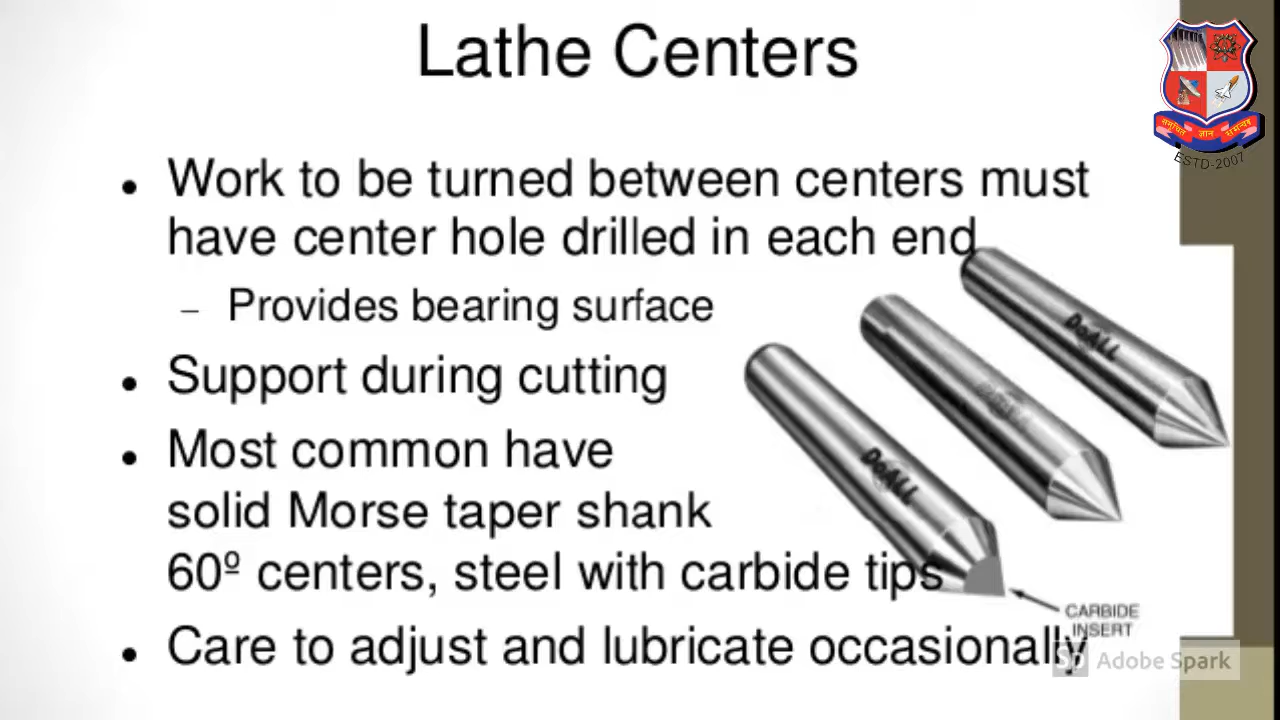 Lathe Centers
• Work to be turned between centers must
have center hole drilled in each end
– Provides bearing surface
• Support during cutting
• Most common have
solid Morse taper shank
60º centers, steel with carbide tips
• Care to adjust and lubricate occasionally
DoALL
DoALL
CARBIDE
INSERT
Sp Adobe Spark
ज्ञान
ESTD-2007